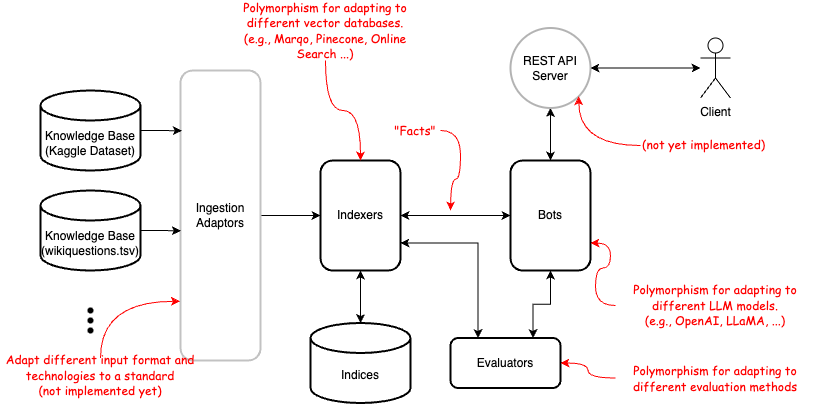 Polymorphism for adapting to
different vector databases.
(e.g., Marqo, Pinecone, Online
Search ...)
REST API
Server
Client
Knowledge Base
(Kaggle Dataset)
"Facts"
(not yet implemented)
Ingestion
Adaptors
Indexers
Bots
Knowledge Base
(wikiquestions.tsv)
Polymorphism for adapting to
different LLM models.
(e.g., OpenAI, LLaMA, ...)
Adapt different input format and
technologies to a standard
(not implemented yet)
Indices
Evaluators
Polymorphism for adapting to
different evaluation methods